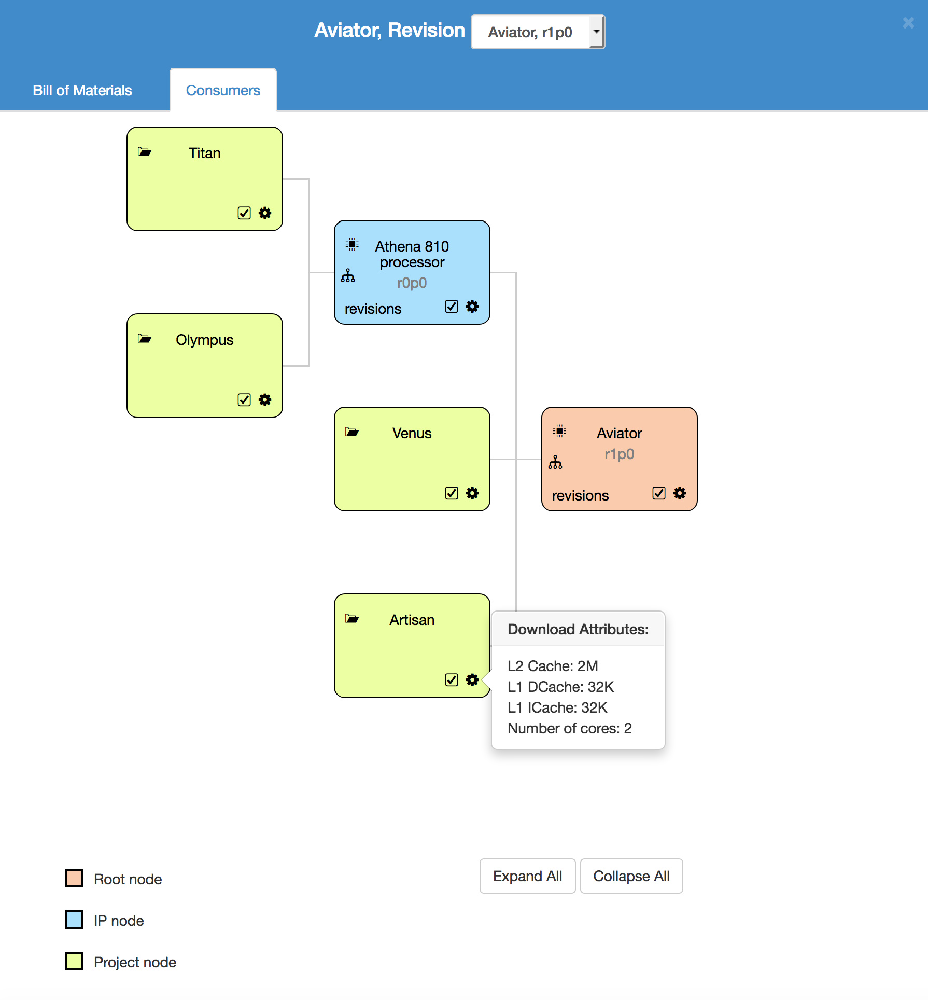 Aviator, Revision Aviator, r1p0
Bill of Materials
Consumers
Titan
Olympus
Athena 810
processor
r0p0
revisions
Venus
Aviator
r1p0
revisions
Artisan
Download Attributes:
L2 Cache: 2M
L1 DCache: 32K
L1 ICache: 32K
Number of cores: 2
Expand All
Collapse All
Root node
IP node
Project node